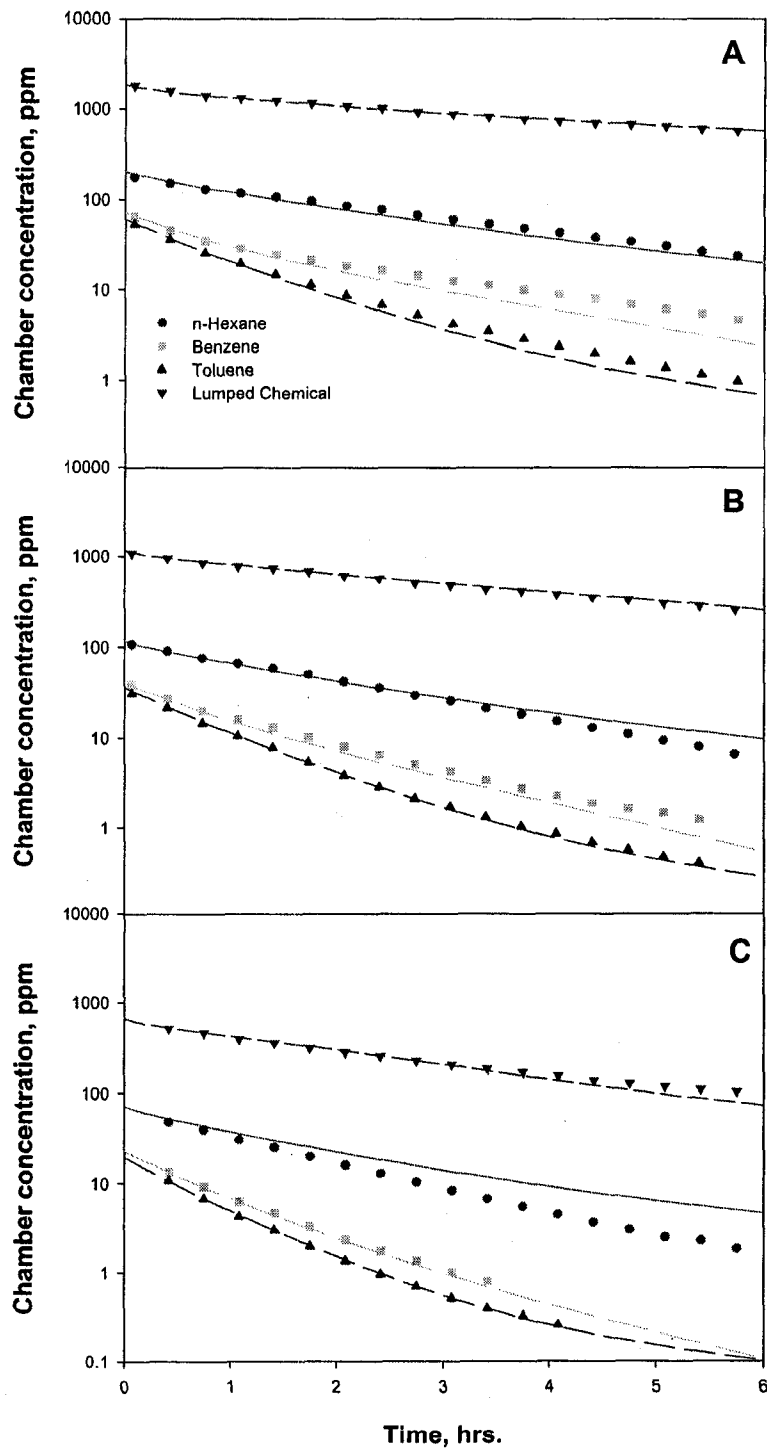 10000
A
1000
100
10
1
Chamber concentration, ppm
n-Hexane
Benzene
Toluene
Lumped Chemical
10000
B
1000
100
10
1
Chamber concentration, ppm
10000
C
1000
100
10
1
0.1
Chamber concentration, ppm
0 1 2 3 4 5 6
Time, hrs.